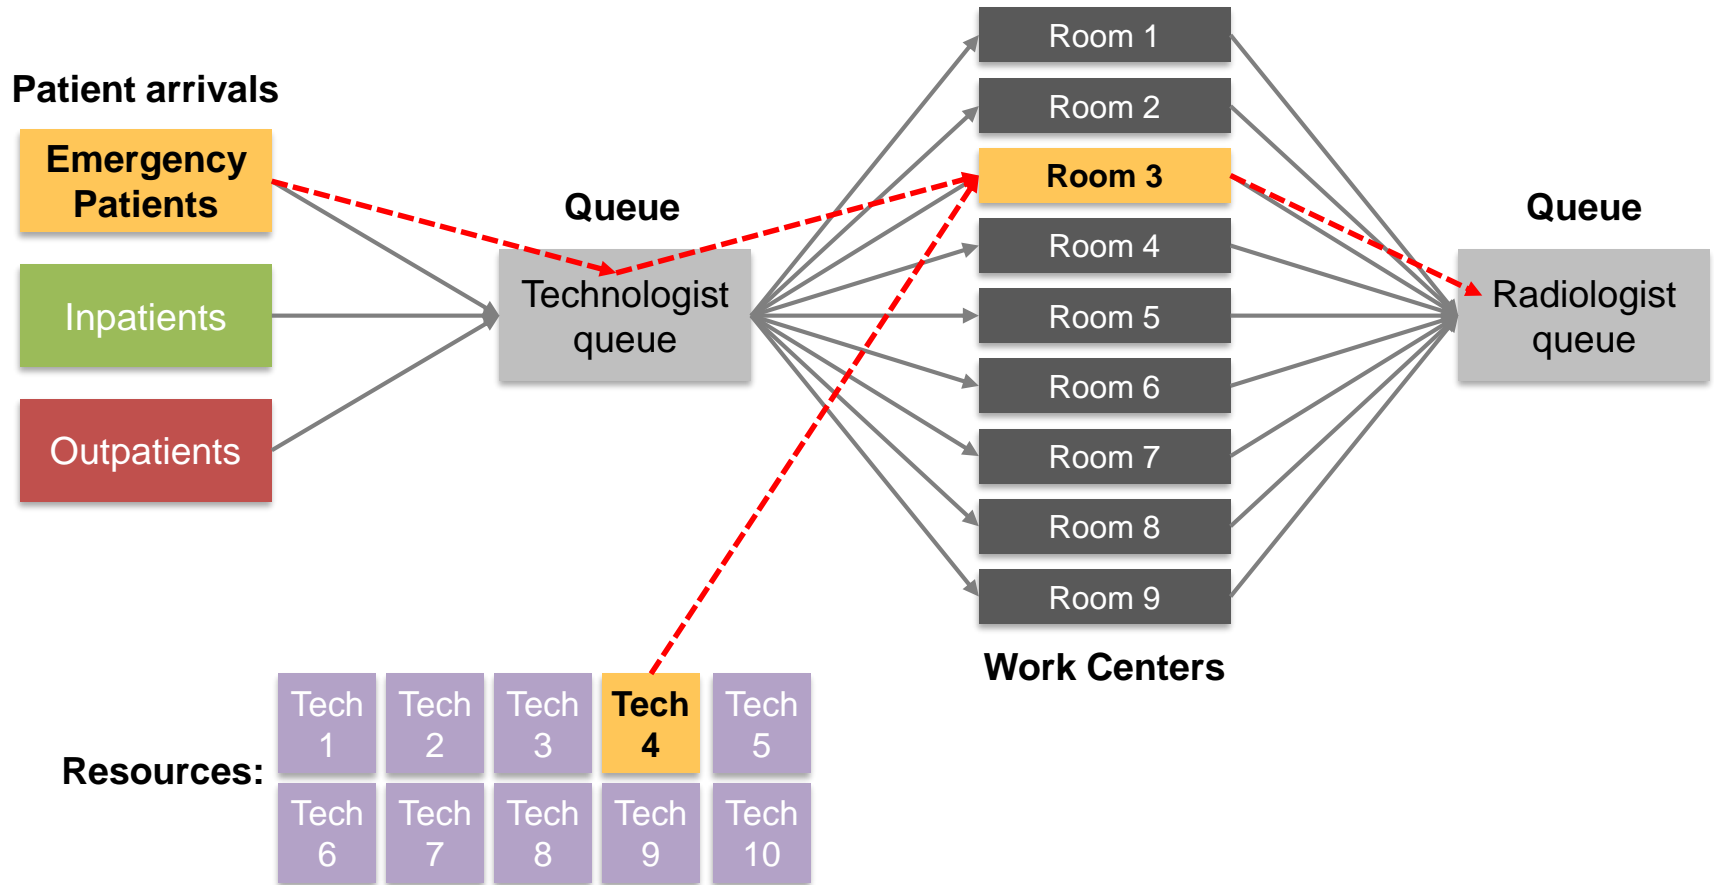 Patient arrivals
Emergency
Patients
Inpatients
Outpatients
Queue
Technologist
queue
Room 1
Room 2
Room 3
Room 4
Room 5
Room 6
Room 7
Room 8
Room 9
Work Centers
Queue
Radiologist
queue
Resources:
Tech
1
Tech
2
Tech
3
Tech
4
Tech
5
Tech
6
Tech
7
Tech
8
Tech
9
Tech
10